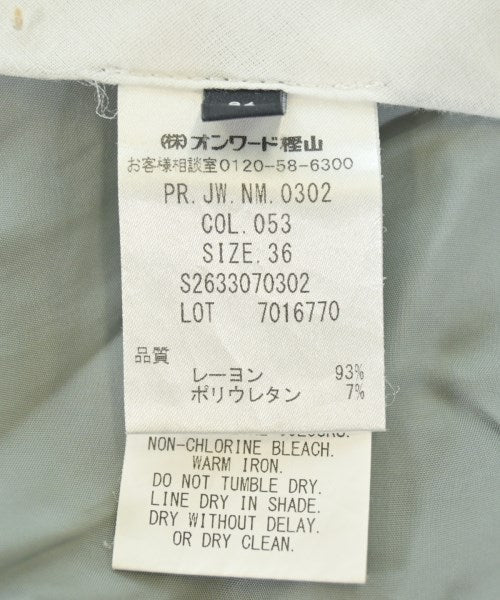 ㈱オンワード樫山
お客様相談室0120-58-6300
PR.JW.NM.0302
COL.053
SIZE.36
S2633070302
LOT 7016770
品質
レーヨン 93%
ポリウレタン 7%
NON-CHLORINE BLEACH.
WARM IRON.
DO NOT TUMBLE DRY.
LINE DRY IN SHADE.
DRY WITHOUT DELAY.
OR DRY CLEAN.